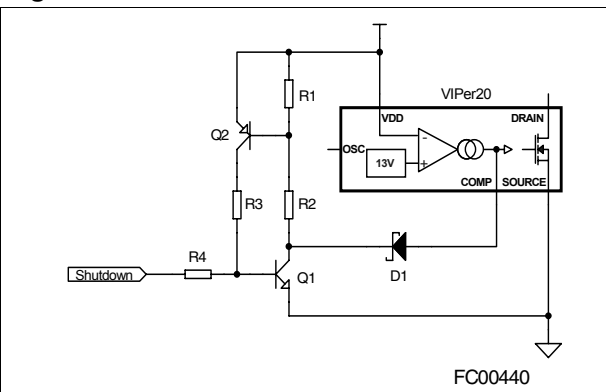 R1
VIPer20
VDD
DRAIN
Q2
OSC
13V
-
+
COMP SOURCE
R3
R2
R4
Shutdown
Q1
D1
FC00440